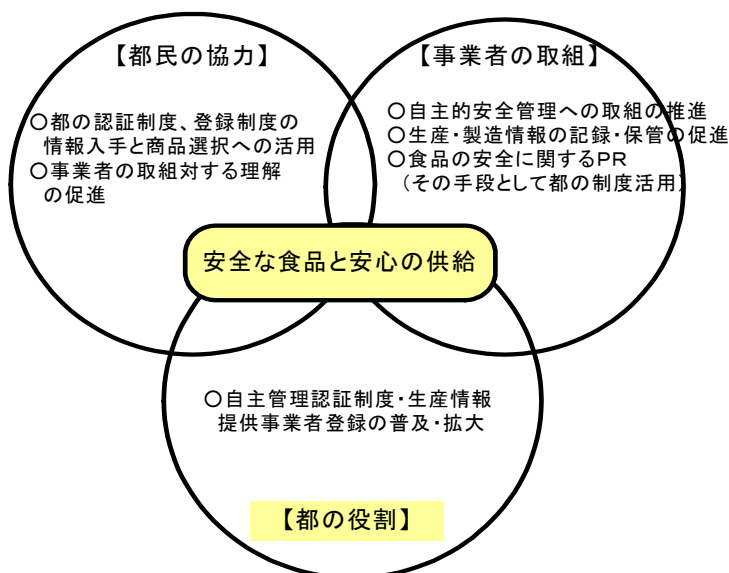 【都民の協力】
○都の認証制度、登録制度の
情報入手と商品選択への活用
○事業者の取組対する理解
の促進
【事業者の取組】
○自主的安全管理への取組の推進
○生産・製造情報の記録・保管の促進
○食品の安全に関するPR
(その手段として都の制度活用)
安全な食品と安心の供給
○自主管理認証制度・生産情報
提供事業者登録の普及・拡大
【都の役割】